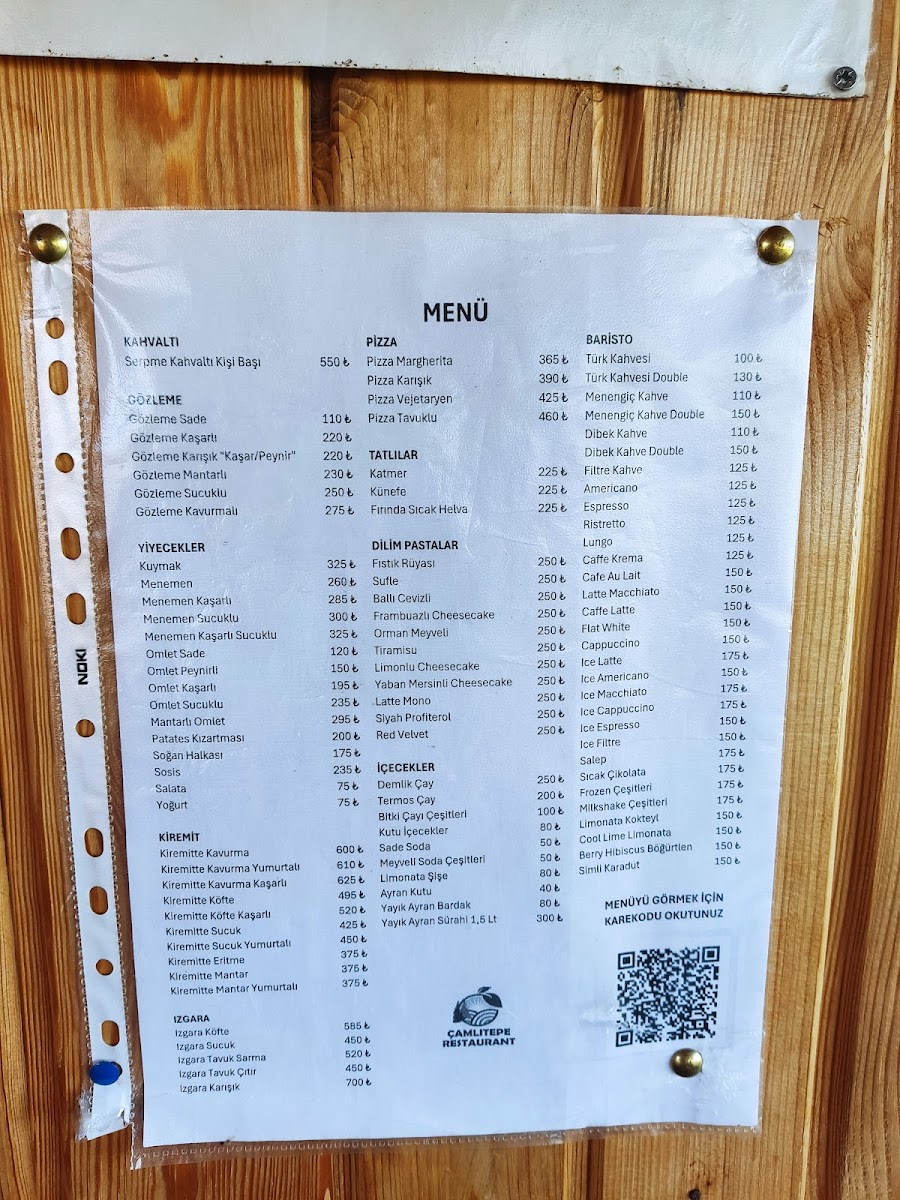 MENÜ
KAHVALTI
Serpme Kahvaltı Kişi Başı 550 ₺
GÖZLEME
Gözleme Sade 110 ₺
Gözleme Kaşarlı 220 ₺
Gözleme Karışık "Kaşar/Peynir" 220 ₺
Gözleme Mantarlı 230 ₺
Gözleme Sucuklu 250 ₺
Gözleme Kavurmalı 275 ₺
YİYECEKLER
Kuymak 325 ₺
Menemen 260 ₺
Menemen Kaşarlı 285 ₺
Menemen Sucuklu 300 ₺
Menemen Kaşarlı Sucuklu 325 ₺
Omlet Sade 120 ₺
Omlet Peynirli 150 ₺
Omlet Kaşarlı 195 ₺
Omlet Sucuklu 235 ₺
Mantarlı Omlet 295 ₺
Patates Kızartması 200 ₺
Soğan Halkası 175 ₺
Sosis 235 ₺
Salata 75 ₺
Yoğurt 75 ₺
KİREMİT
Kiremitte Kavurma 600 ₺
Kiremitte Kavurma Yumurtalı 610 ₺
Kiremitte Kavurma Kaşarlı 625 ₺
Kiremitte Köfte 495 ₺
Kiremitte Köfte Kaşarlı 520 ₺
Kiremitte Sucuk 425 ₺
Kiremitte Sucuk Yumurtalı 450 ₺
Kiremitte Eritme 375 ₺
Kiremitte Mantar 375 ₺
Kiremitte Mantar Yumurtalı 375 ₺
IZGARA
Izgara Köfte 585 ₺
Izgara Sucuk 450 ₺
Izgara Tavuk Sarma 520 ₺
Izgara Tavuk Çıtır 450 ₺
Izgara Karışık 700 ₺
PİZZA
Pizza Margherita 365 ₺
Pizza Karışık 390 ₺
Pizza Vejetaryen 425 ₺
Pizza Tavuklu 460 ₺
TATLILAR
Katmer 225 ₺
Künefe 225 ₺
Fırında Sıcak Helva 225 ₺
DİLİM PASTALAR
Fıstık Rüyası 250 ₺
Sufle 250 ₺
Ballı Cevizli 250 ₺
Frambuazlı Cheesecake 250 ₺
Orman Meyveli 250 ₺
Tiramisu 250 ₺
Limonlu Cheesecake 250 ₺
Yaban Mersinli Cheesecake 250 ₺
Latte Mono 250 ₺
Siyah Profiterol 250 ₺
Red Velvet 250 ₺
İÇECEKLER
Demlik Çay 250 ₺
Termos Çay 200 ₺
Bitki Çayı Çeşitleri 100 ₺
Kutu İçecekler 80 ₺
Sade Soda 50 ₺
Meyveli Soda Çeşitleri 50 ₺
Limonata Şişe 80 ₺
Ayran Kutu 40 ₺
Yayık Ayran Bardak 80 ₺
Yayık Ayran Sürahi 1,5 Lt 300 ₺
ÇAMLITEPE
RESTAURANT
BARİSTO
Türk Kahvesi 100 ₺
Türk Kahvesi Double 130 ₺
Menengiç Kahve 110 ₺
Menengiç Kahve Double 150 ₺
Dibek Kahve 110 ₺
Dibek Kahve Double 150 ₺
Filtre Kahve 125 ₺
Americano 125 ₺
Espresso 125 ₺
Ristretto 125 ₺
Lungo 125 ₺
Caffe Krema 125 ₺
Cafe Au Lait 150 ₺
Latte Macchiato 150 ₺
Caffe Latte 150 ₺
Flat White 150 ₺
Cappuccino 150 ₺
Ice Latte 175 ₺
Ice Americano 150 ₺
Ice Macchiato 175 ₺
Ice Cappuccino 175 ₺
Ice Espresso 150 ₺
Ice Filtre 150 ₺
Salep 175 ₺
Sıcak Çikolata 175 ₺
Frozen Çeşitleri 175 ₺
Milkshake Çeşitleri 175 ₺
Limonata Kokteyl 150 ₺
Cool Lime Limonata 150 ₺
Berry Hibiscus Böğürtlen 150 ₺
Simli Karadut 150 ₺
MENÜYÜ GÖRMEK İÇİN
KAREKODU OKUTUNUZ
NOKI